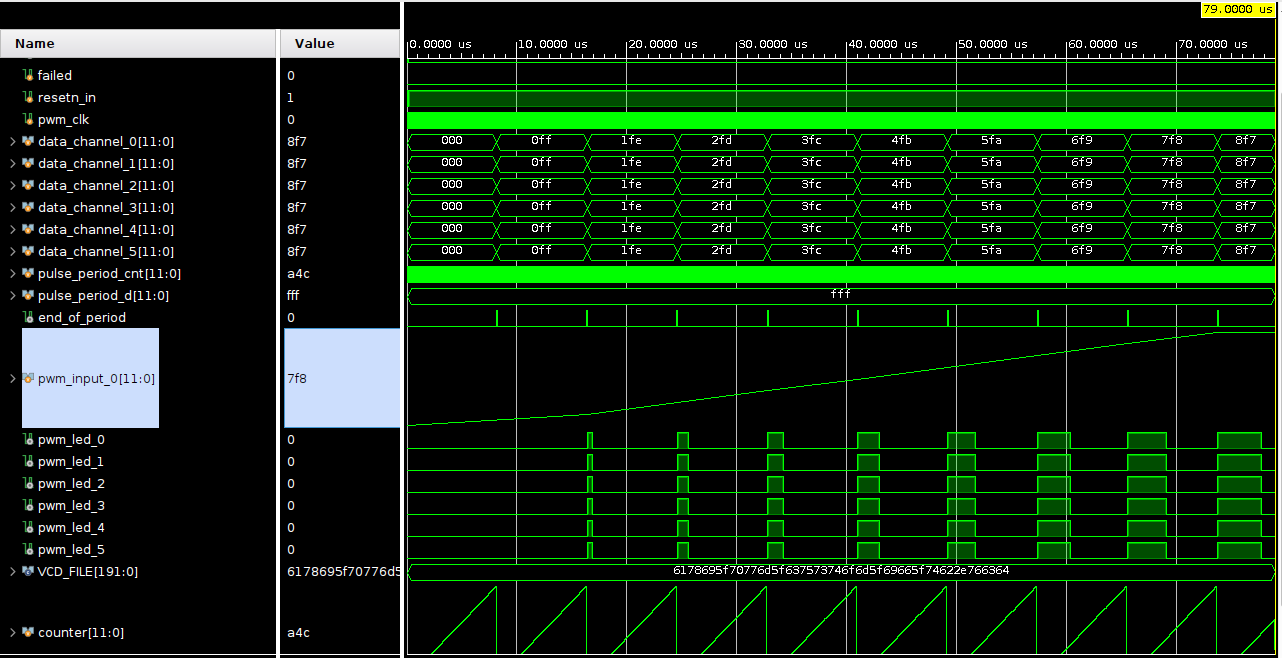 79.0000 us
Name Value
0.0000 us 10.0000 us 20.0000 us 30.0000 us 40.0000 us 50.0000 us 60.0000 us 70.0000 us
failed 0
resetn_in 1
pwm_clk 0
data_channel_0[11:0] 8f7 000 0ff 1fe 2fd 3fc 4fb 5fa 6f9 7f8 8f7
data_channel_1[11:0] 8f7 000 0ff 1fe 2fd 3fc 4fb 5fa 6f9 7f8 8f7
data_channel_2[11:0] 8f7 000 0ff 1fe 2fd 3fc 4fb 5fa 6f9 7f8 8f7
data_channel_3[11:0] 8f7 000 0ff 1fe 2fd 3fc 4fb 5fa 6f9 7f8 8f7
data_channel_4[11:0] 8f7 000 0ff 1fe 2fd 3fc 4fb 5fa 6f9 7f8 8f7
data_channel_5[11:0] 8f7 000 0ff 1fe 2fd 3fc 4fb 5fa 6f9 7f8 8f7
pulse_period_cnt[11:0] a4c
pulse_period_d[11:0] fff fff
end_of_period 0
pwm_input_0[11:0] 7f8
pwm_led_0 0
pwm_led_1 0
pwm_led_2 0
pwm_led_3 0
pwm_led_4 0
pwm_led_5 0
VCD_FILE[191:0] 6178695f70776d5 6178695f70776d5f637573746f6d5f69665f74622e766364
counter[11:0] a4c